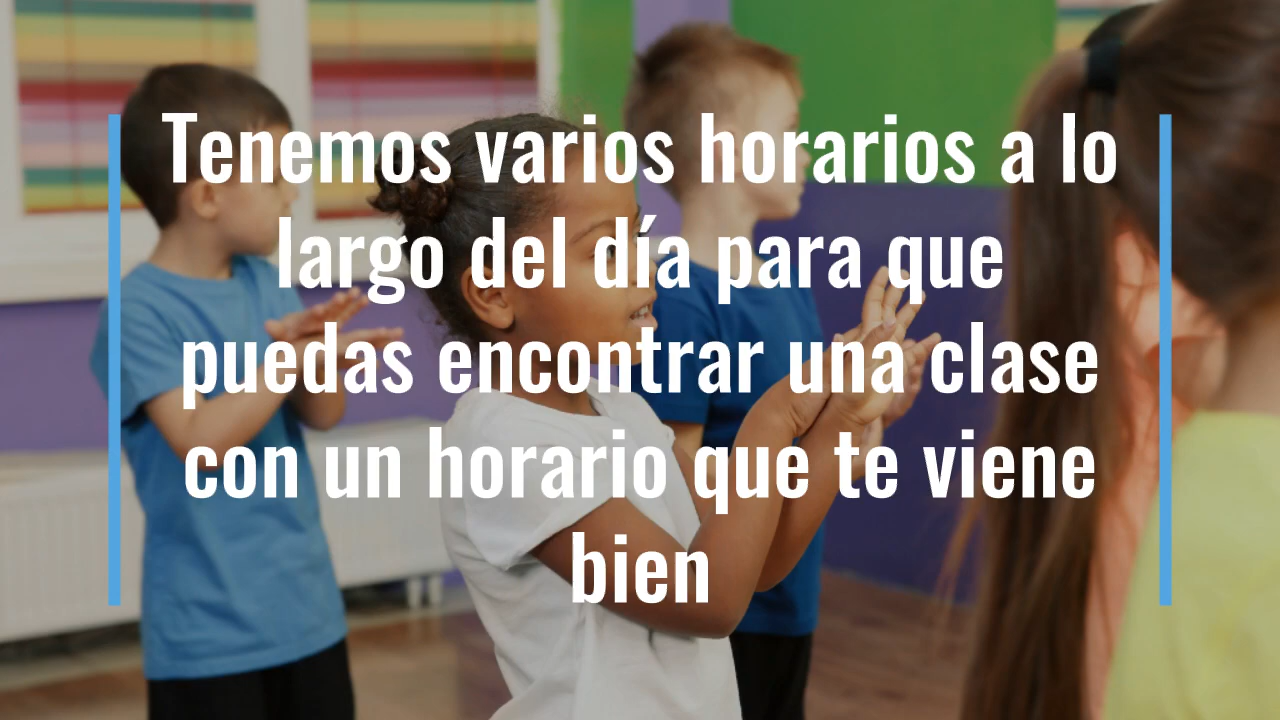 Tenemos varios horarios a lo
largo del día para que
puedas encontrar una clase
con un horario que te viene
bien